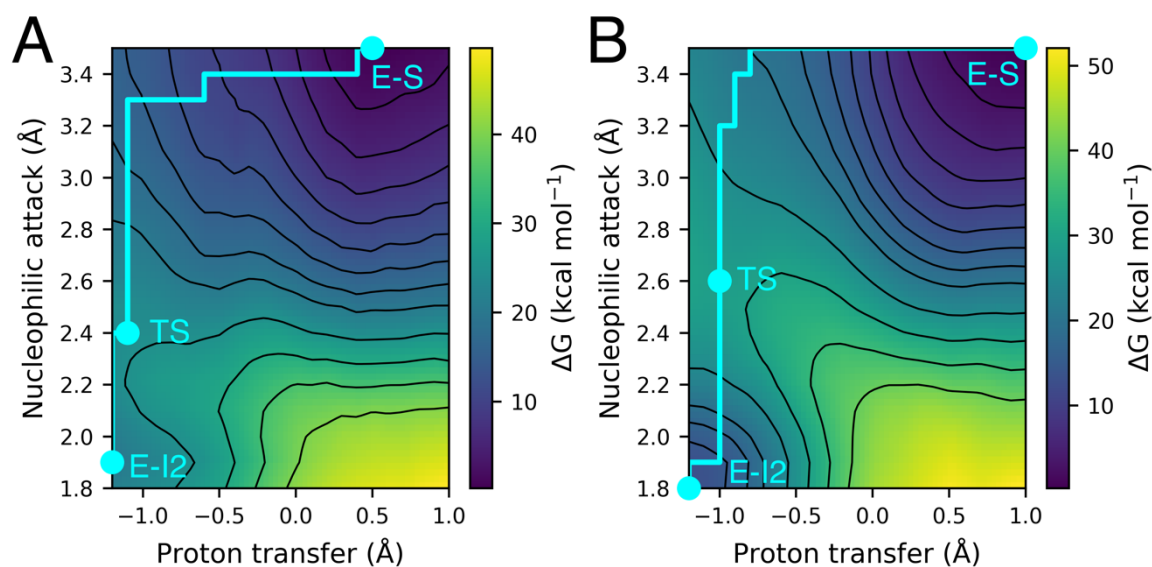 A
3.4
3.2
3.0
2.8
2.6
2.4
2.2
2.0
1.8
−1.0
−0.5
0.0
0.5
1.0
Nucleophilic attack (Å)
Proton transfer (Å)
E-S
TS
E-I2
40
30
20
10
ΔG (kcal mol⁻¹)
B
3.4
3.2
3.0
2.8
2.6
2.4
2.2
2.0
1.8
−1.0
−0.5
0.0
0.5
1.0
Nucleophilic attack (Å)
Proton transfer (Å)
E-S
TS
E-I2
50
40
30
20
10
ΔG (kcal mol⁻¹)